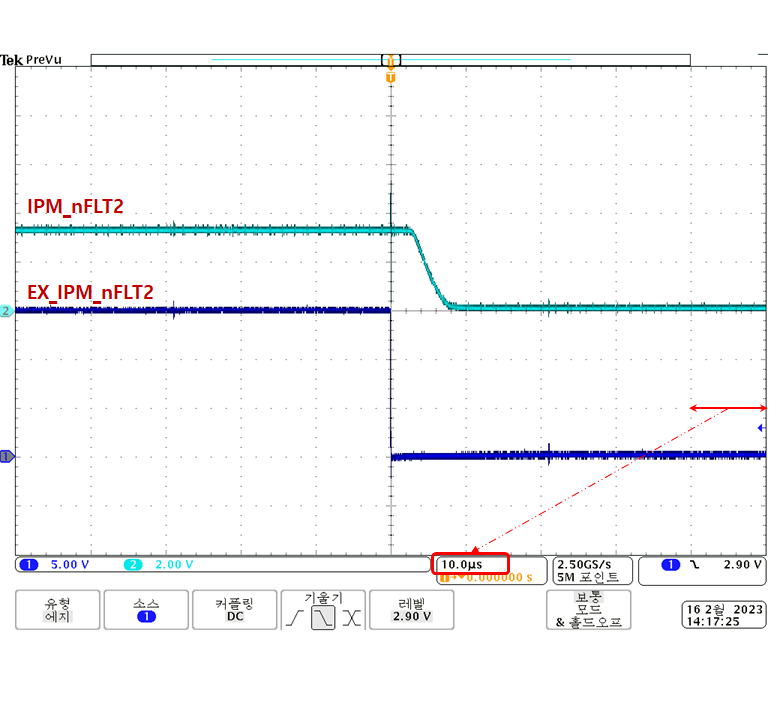 Tek PreVu
T
T
IPM_nFLT2
EX_IPM_nFLT2
2
1
1 5.00 V 2 2.00 V
10.0µs
0.000000 s
2.50GS/s
5M 포인트
1 2.90 V
유형
에지
소스
1
커플링
DC
기울기
레벨
2.90 V
보통
모드
& 홀드오프
16 2월 2023
14:17:25